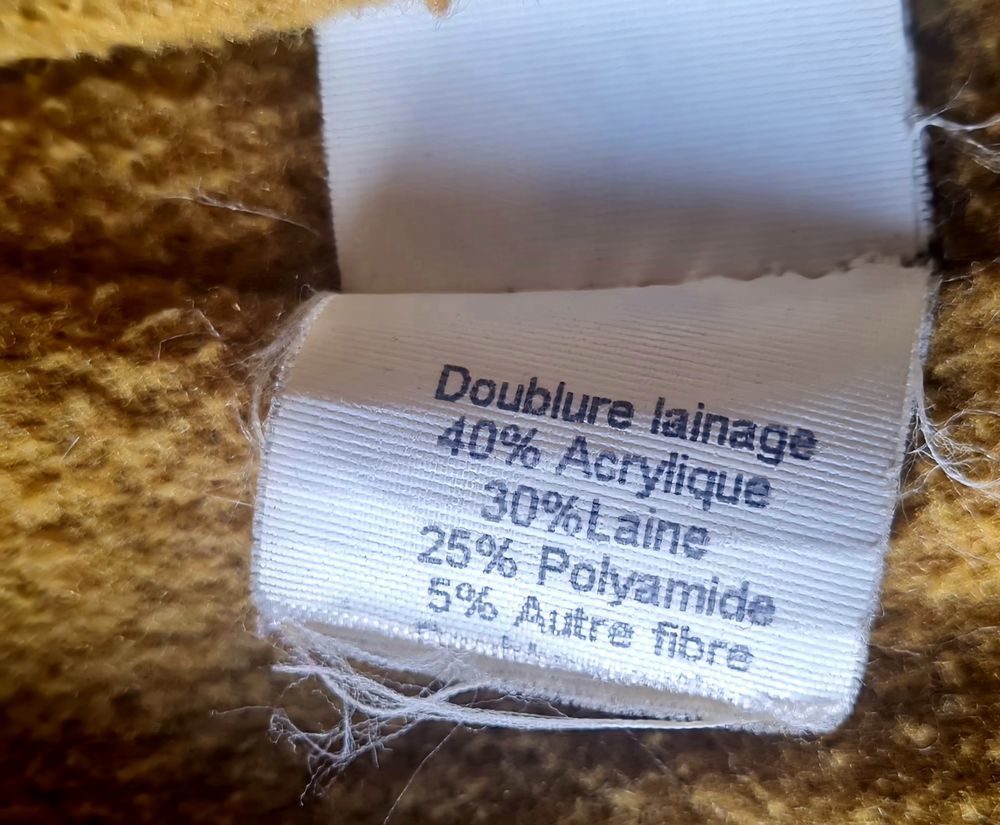 Doublure lainage
40% Acrylique
30%Laine
25% Polyamide
5% Autre fibre